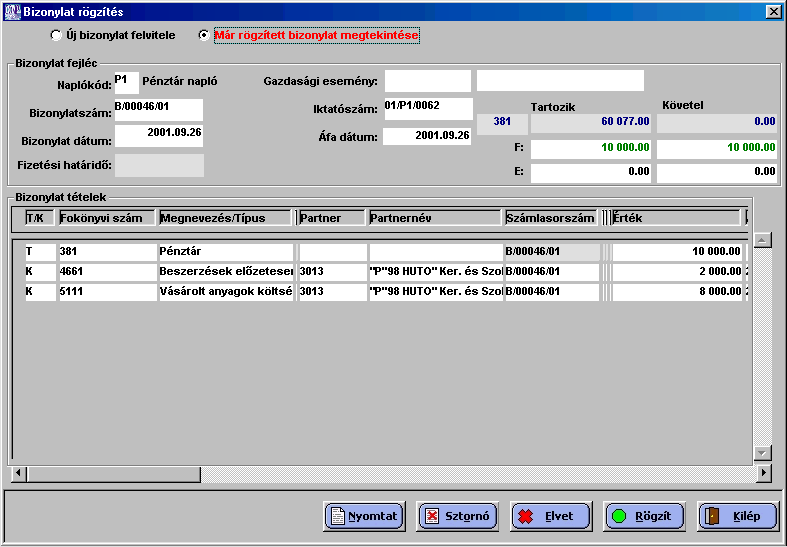 Bizonylat rögzítés
Új bizonylat felvitele Már rögzített bizonylat megtekintése
Bizonylat fejléc
Naplókód: P1 Pénztár napló Gazdasági esemény:
Bizonylatszám: B/00046/01 Iktatószám: 01/P1/0062 Tartozik Követel
381 60 077.00 0.00
Bizonylat dátum: 2001.09.26 Áfa dátum: 2001.09.26 F: 10 000.00 10 000.00
Fizetési határidő: E: 0.00 0.00
Bizonylat tételek
T/K Fokönyvi szám Megnevezés/Típus Partner Partnernév Számlasorszám Érték
T 381 Pénztár B/00046/01 10 000.00
K 4661 Beszerzések előzeteser 3013 "P"98 HUTO" Ker. és Szol B/00046/01 2 000.00 2
K 5111 Vásárolt anyagok költsé 3013 "P"98 HUTO" Ker. és Szol B/00046/01 8 000.00 2
Nyomtat Sztornó Elvet Rögzít Kilép